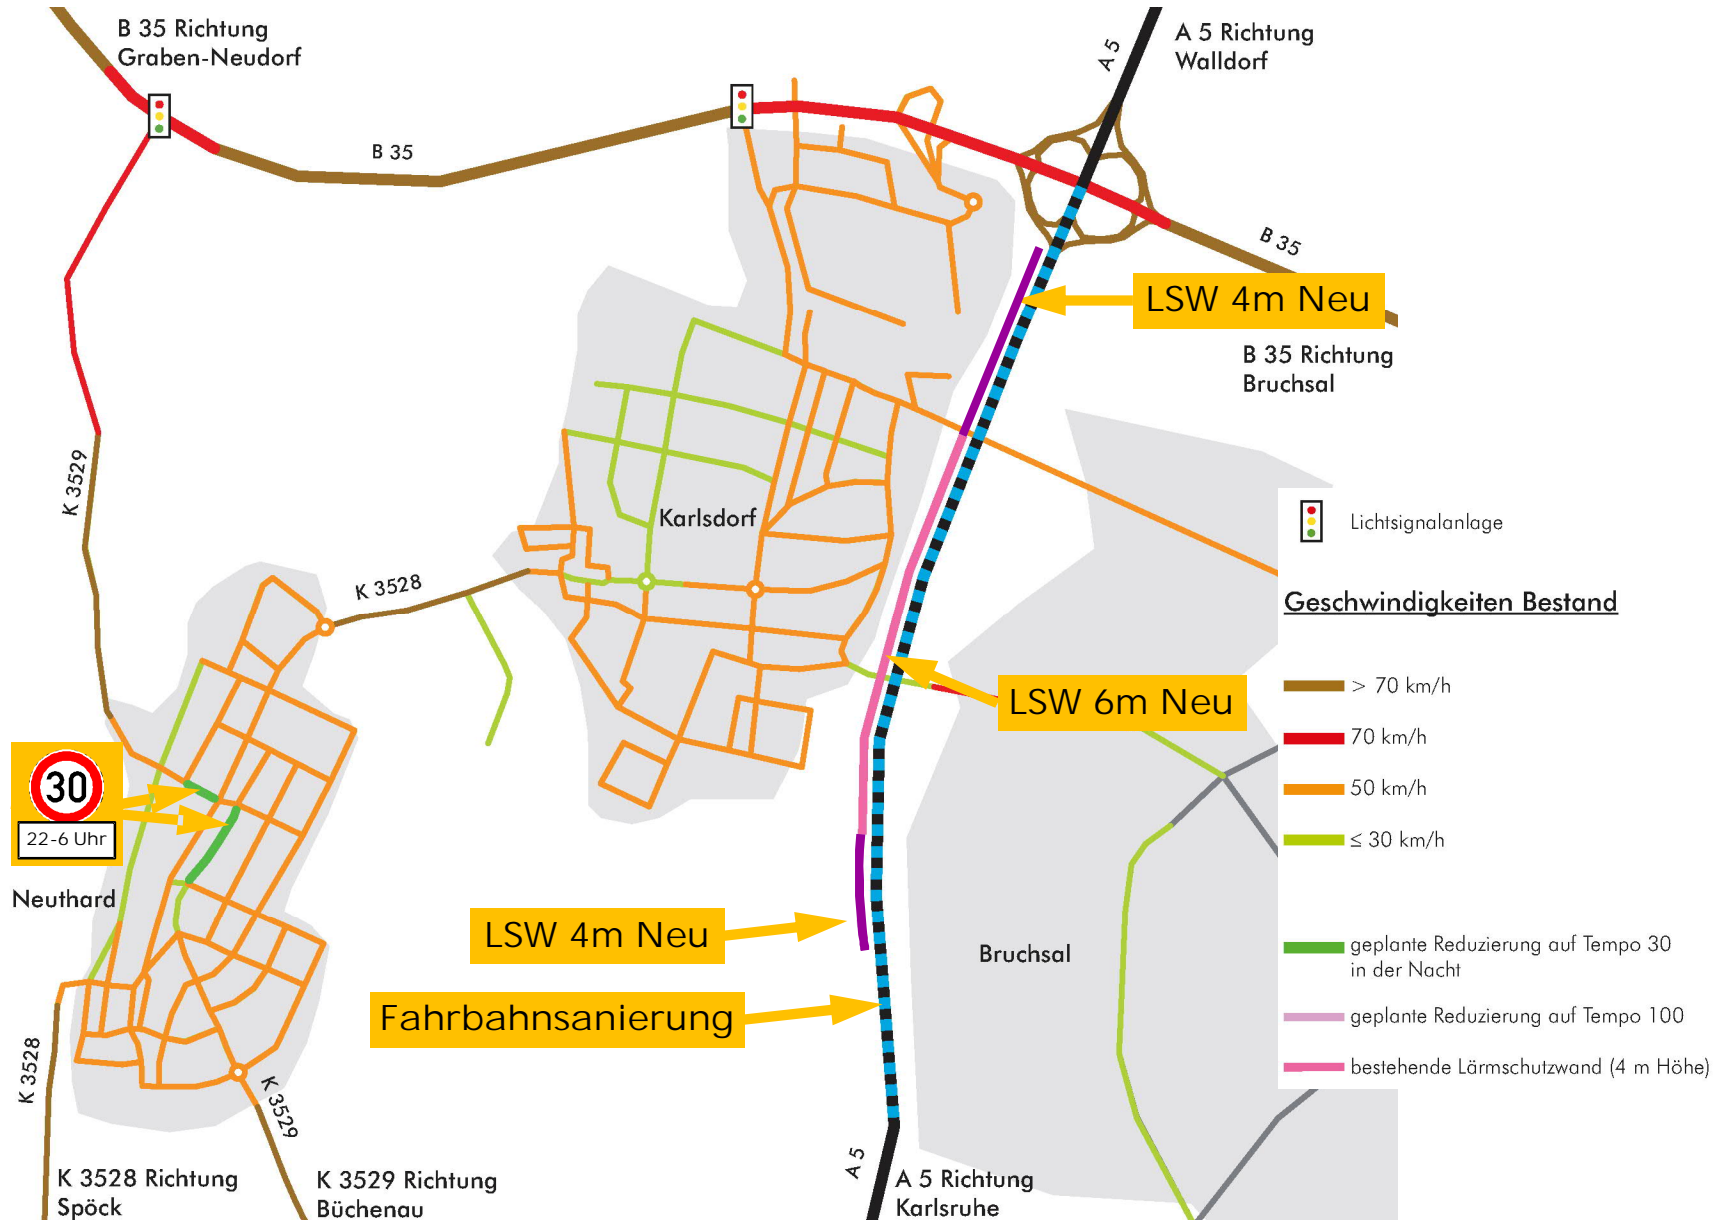 B 35 Richtung
Graben-Neudorf
A 5 Richtung
Walldorf
A 5
B 35
B 35
LSW 4m Neu
B 35 Richtung
Bruchsal
K 3529
Karlsdorf
Lichtsignalanlage
K 3528
Geschwindigkeiten Bestand
> 70 km/h
LSW 6m Neu
70 km/h
30
50 km/h
22-6 Uhr
≤ 30 km/h
Neuthard
LSW 4m Neu
Bruchsal
geplante Reduzierung auf Tempo 30
in der Nacht
Fahrbahnsanierung
geplante Reduzierung auf Tempo 100
K 3528
bestehende Lärmschutzwand (4 m Höhe)
K 3529
A 5
K 3528 Richtung
Spöck
K 3529 Richtung
Büchenau
A 5 Richtung
Karlsruhe